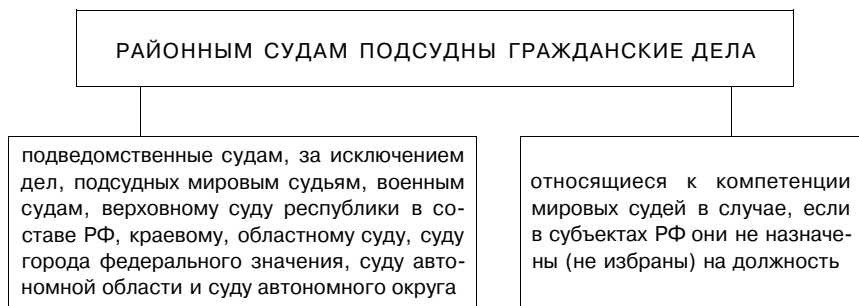 РАЙОННЫМ СУДАМ ПОДСУДНЫ ГРАЖДАНСКИЕ ДЕЛА
подведомственные судам, за исключением
дел, подсудных мировым судьям, военным
судам, верховному суду республики в со-
ставе РФ, краевому, областному суду, суду
города федерального значения, суду авто-
номной области и суду автономного округа
относящиеся к компетенции
мировых судей в случае, если
в субъектах РФ они не назначе-
ны (не избраны) на должность